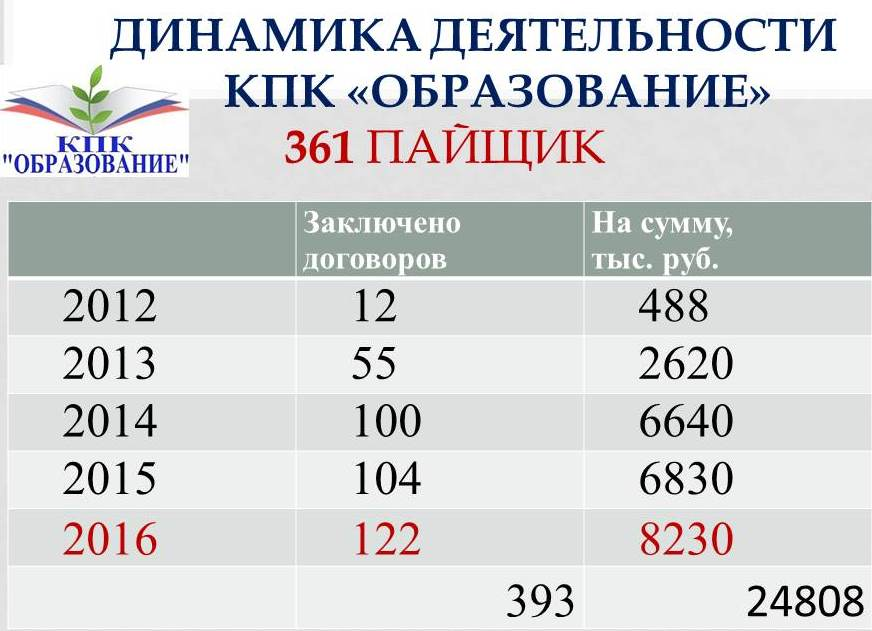 ДИНАМИКА ДЕЯТЕЛЬНОСТИ
КПК «ОБРАЗОВАНИЕ»
361 ПАЙЩИК
КПК
"ОБРАЗОВАНИЕ"
Заключено договоров На сумму, тыс. руб.
2012 12 488
2013 55 2620
2014 100 6640
2015 104 6830
2016 122 8230
393 24808